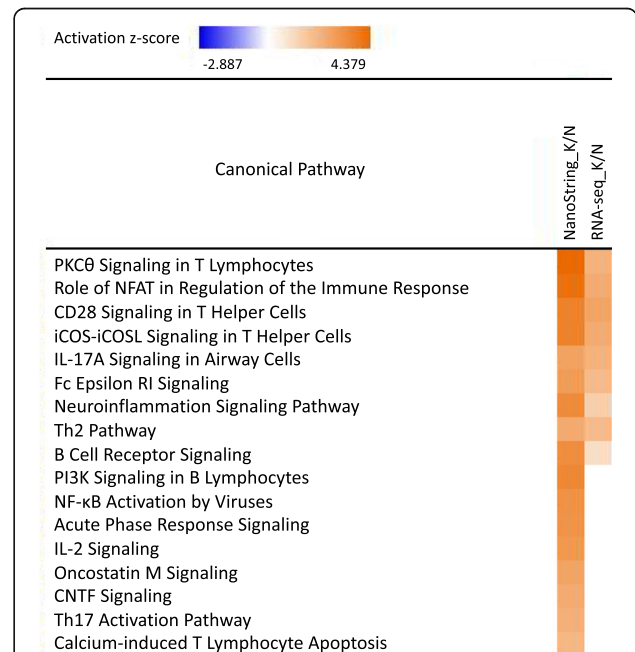 Activation z-score
-2.887 4.379
Canonical Pathway
NanoString_K/N
RNA-seq_K/N
PKCθ Signaling in T Lymphocytes
Role of NFAT in Regulation of the Immune Response
CD28 Signaling in T Helper Cells
iCOS-iCOSL Signaling in T Helper Cells
IL-17A Signaling in Airway Cells
Fc Epsilon RI Signaling
Neuroinflammation Signaling Pathway
Th2 Pathway
B Cell Receptor Signaling
PI3K Signaling in B Lymphocytes
NF-κB Activation by Viruses
Acute Phase Response Signaling
IL-2 Signaling
Oncostatin M Signaling
CNTF Signaling
Th17 Activation Pathway
Calcium-induced T Lymphocyte Apoptosis